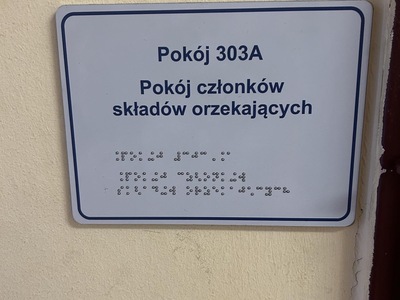 Pokój 303A
Pokój członków
składów orzekających